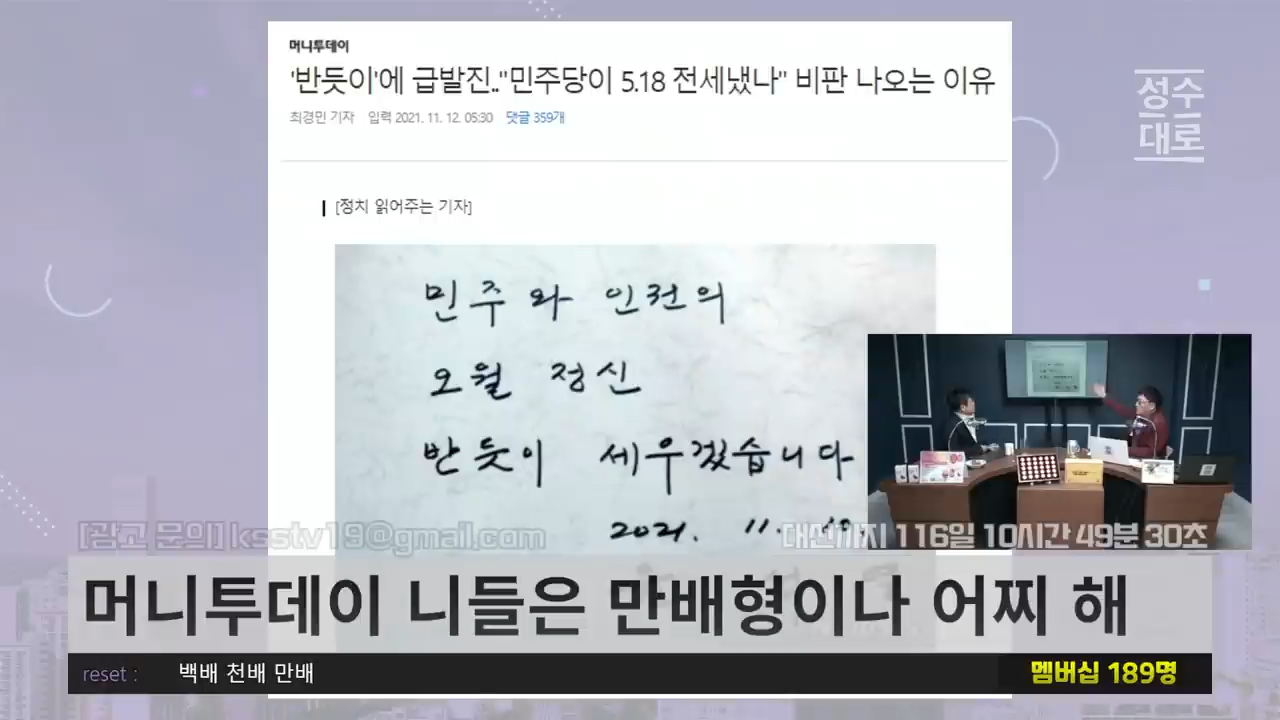 머니투데이
'반듯이'에 급발진.."민주당이 5.18 전세냈나" 비판 나오는 이유
최경민 기자 입력 2021. 11. 12. 05:30 댓글 359개
성수
대로
[정치 읽어주는 기자]
민주와 인권의
오월 정신
반듯이 세우겠습니다
2021. 11. 10
[광고 문의] ksstv19@gmail.com
대선까지 116일 10시간 49분 30초
머니투데이 니들은 만배형이나 어찌 해
reset : 백배 천배 만배
멤버십 189명